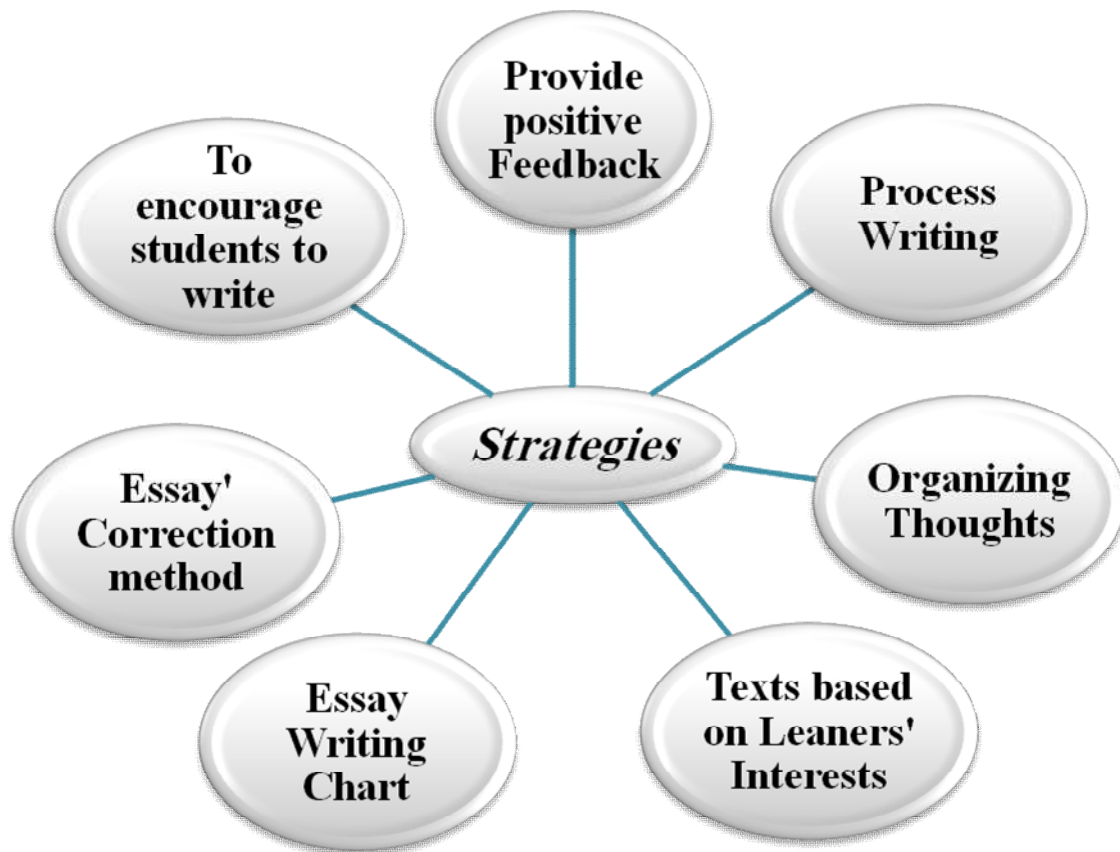 Provide
positive
Feedback
To
encourage
students to
write
Process
Writing
Strategies
Essay'
Correction
method
Organizing
Thoughts
Essay
Writing
Chart
Texts based
on Leaners'
Interests